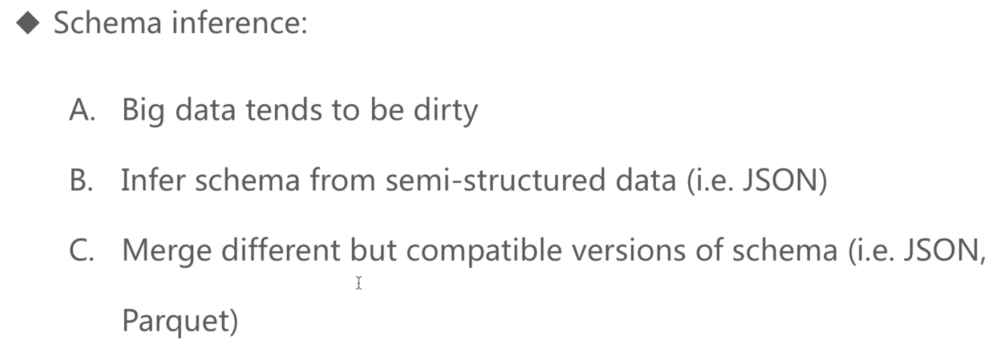 ◆ Schema inference:
A. Big data tends to be dirty
B. Infer schema from semi-structured data (i.e. JSON)
C. Merge different but compatible versions of schema (i.e. JSON,
Parquet)